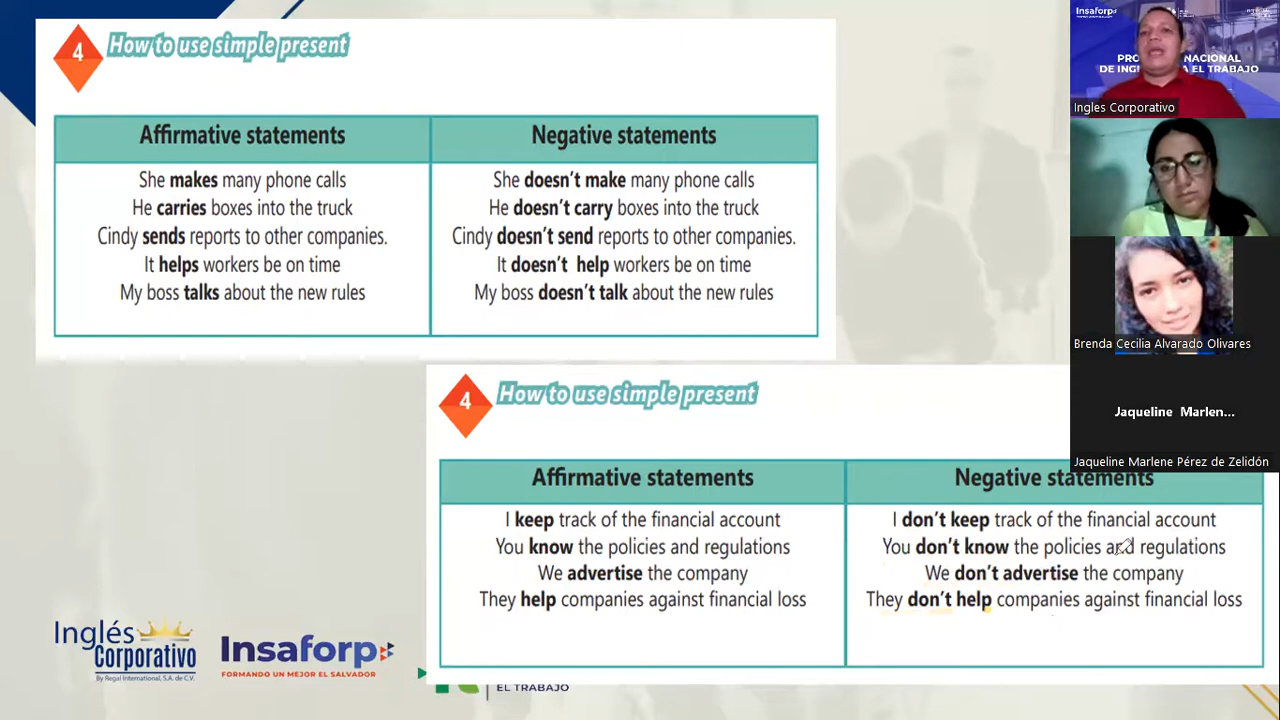 4
How to use simple present
Affirmative statements
Negative statements
She makes many phone calls
She doesn't make many phone calls
He carries boxes into the truck
He doesn't carry boxes into the truck
Cindy sends reports to other companies.
Cindy doesn't send reports to other companies.
It helps workers be on time
It doesn't help workers be on time
My boss talks about the new rules
My boss doesn't talk about the new rules
4
How to use simple present
Affirmative statements
Negative statements
I keep track of the financial account
I don't keep track of the financial account
You know the policies and regulations
You don't know the policies and regulations
We advertise the company
We don't advertise the company
They help companies against financial loss
They don't help companies against financial loss
Inglés
Corporativo
By Regal International, S.A. de C.V.
Insaforp
FORMANDO UN MEJOR EL SALVADOR
EL TRABAJO
Insaforp
NACIONAL
DE
A EL TRABAJO
Ingles Corporativo
Brenda Cecilia Alvarado Olivares
Jaqueline Marlen...
Jaqueline Marlene Pérez de Zelidón